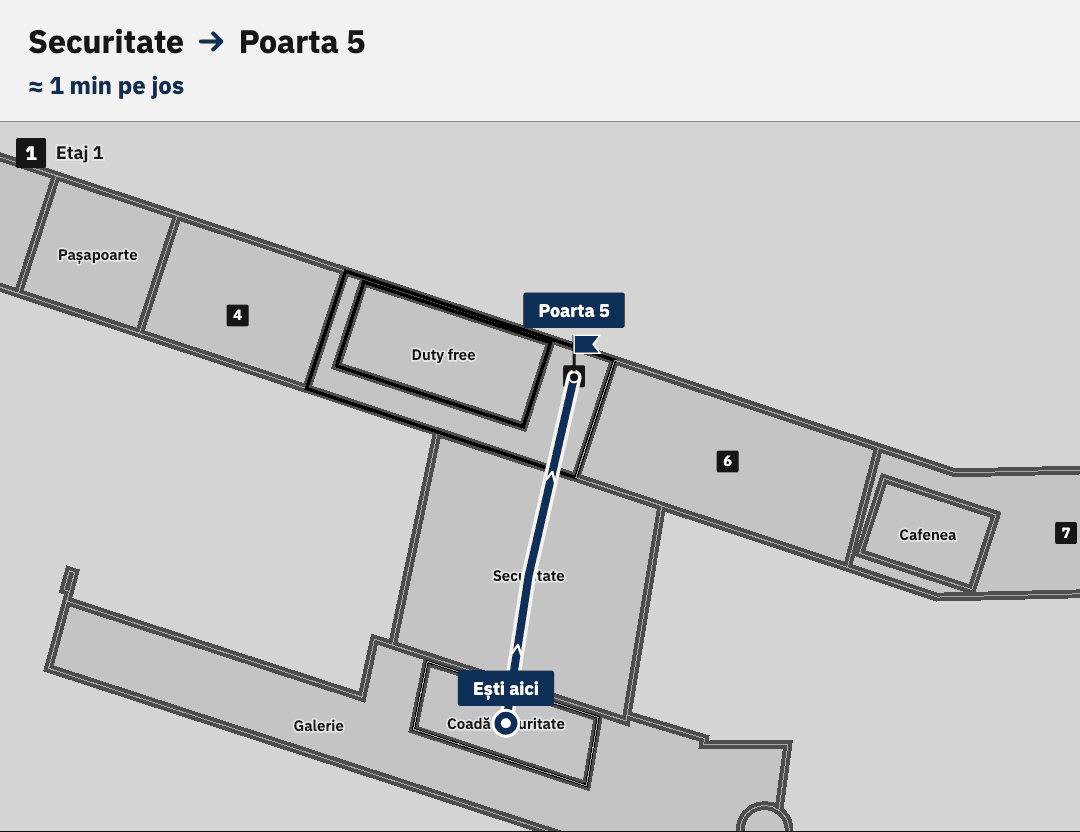 Securitate → Poarta 5
≈ 1 min pe jos
1 Etaj 1
Pașapoarte
4
Poarta 5
Duty free
6
Cafenea
7
Securitate
Ești aici
Coadă
Galerie